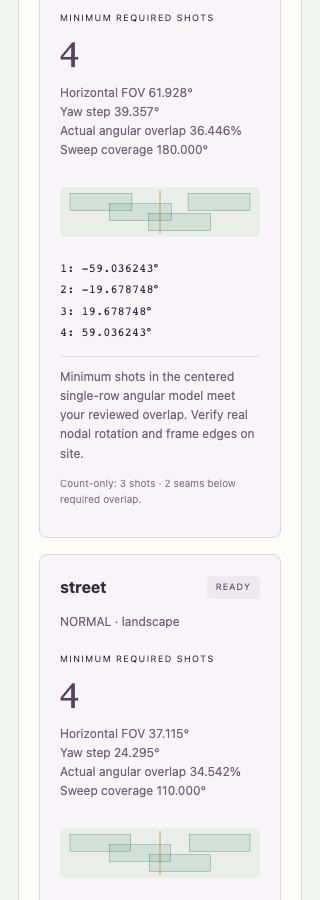 MINIMUM REQUIRED SHOTS
4
Horizontal FOV 61.928°
Yaw step 39.357°
Actual angular overlap 36.446%
Sweep coverage 180.000°
1: -59.036243°
2: -19.678748°
3: 19.678748°
4: 59.036243°
Minimum shots in the centered
single-row angular model meet
your reviewed overlap. Verify real
nodal rotation and frame edges on
site.
Count-only: 3 shots · 2 seams below
required overlap.
street
READY
NORMAL · landscape
MINIMUM REQUIRED SHOTS
4
Horizontal FOV 37.115°
Yaw step 24.295°
Actual angular overlap 34.542%
Sweep coverage 110.000°